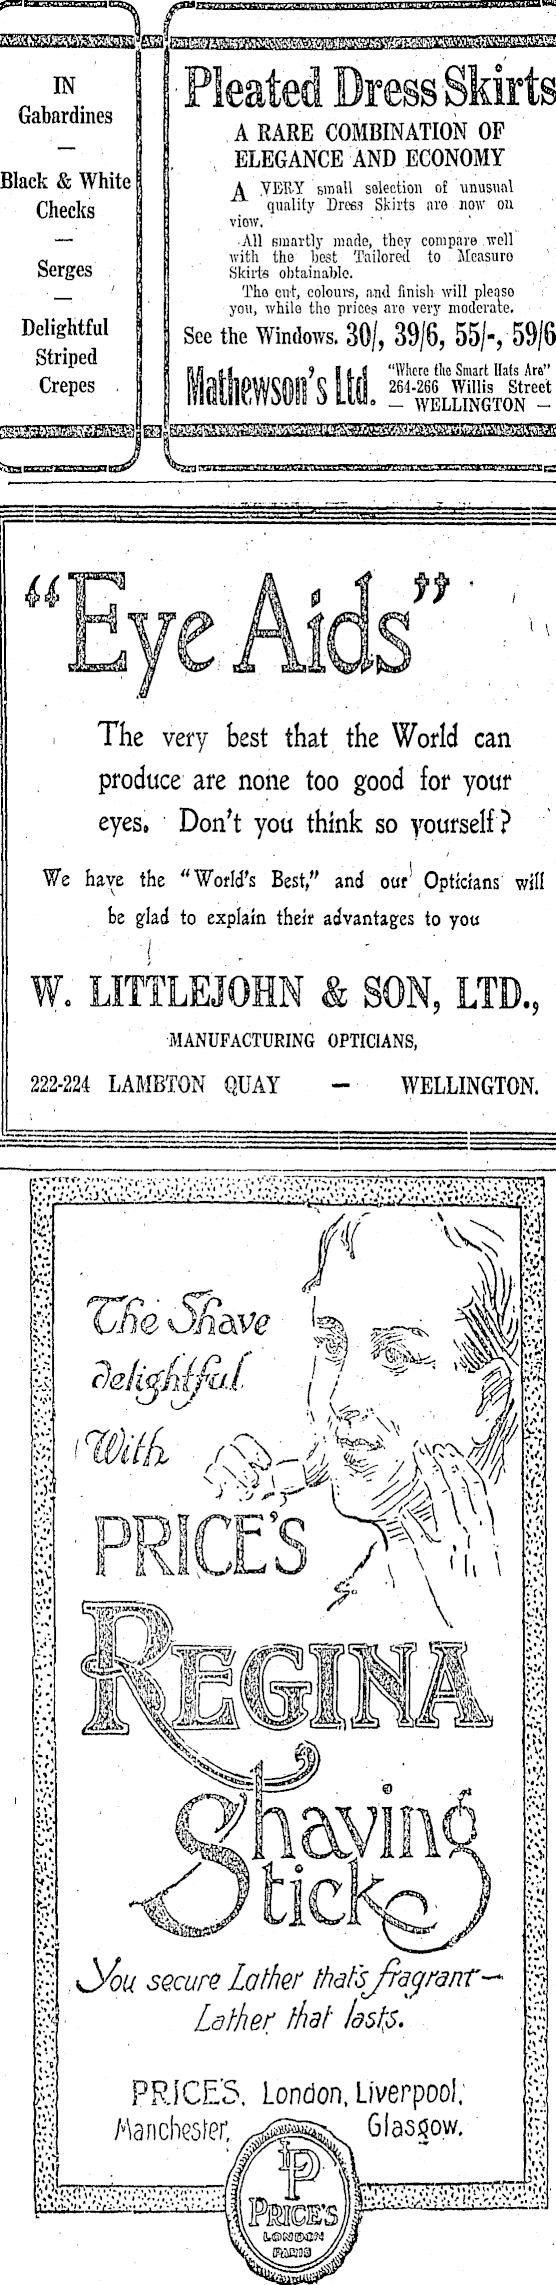 IN
Gabardines
—
Black & White
Checks
—
Serges
—
Delightful
Striped
Crepes
Pleated Dress Skirts
A RARE COMBINATION OF
ELEGANCE AND ECONOMY
A VERY small selection of unusual
quality Dress Skirts are now on
view.
All smartly made, they compare well
with the best Tailored to Measure
Skirts obtainable.
The cut, colours, and finish will please
you, while the prices are very moderate.
See the Windows. 30/, 39/6, 55/-, 59/6
Mathewson's Ltd.
"Where the Smart Hats Are"
264-266 Willis Street
— WELLINGTON —
"Eye Aids"
The very best that the World can
produce are none too good for your
eyes. Don't you think so yourself?
We have the "World's Best," and our Opticians will
be glad to explain their advantages to you
W. LITTLEJOHN & SON, LTD.,
MANUFACTURING OPTICIANS,
222-224 LAMBTON QUAY — WELLINGTON.
The Shave
delightful
With
PRICE'S
REGINA
Shaving
Stick
You secure Lather that's fragrant—
Lather that lasts.
PRICE'S, London, Liverpool,
Manchester, Glasgow.
LP
PRICE'S
LONDON
PARIS